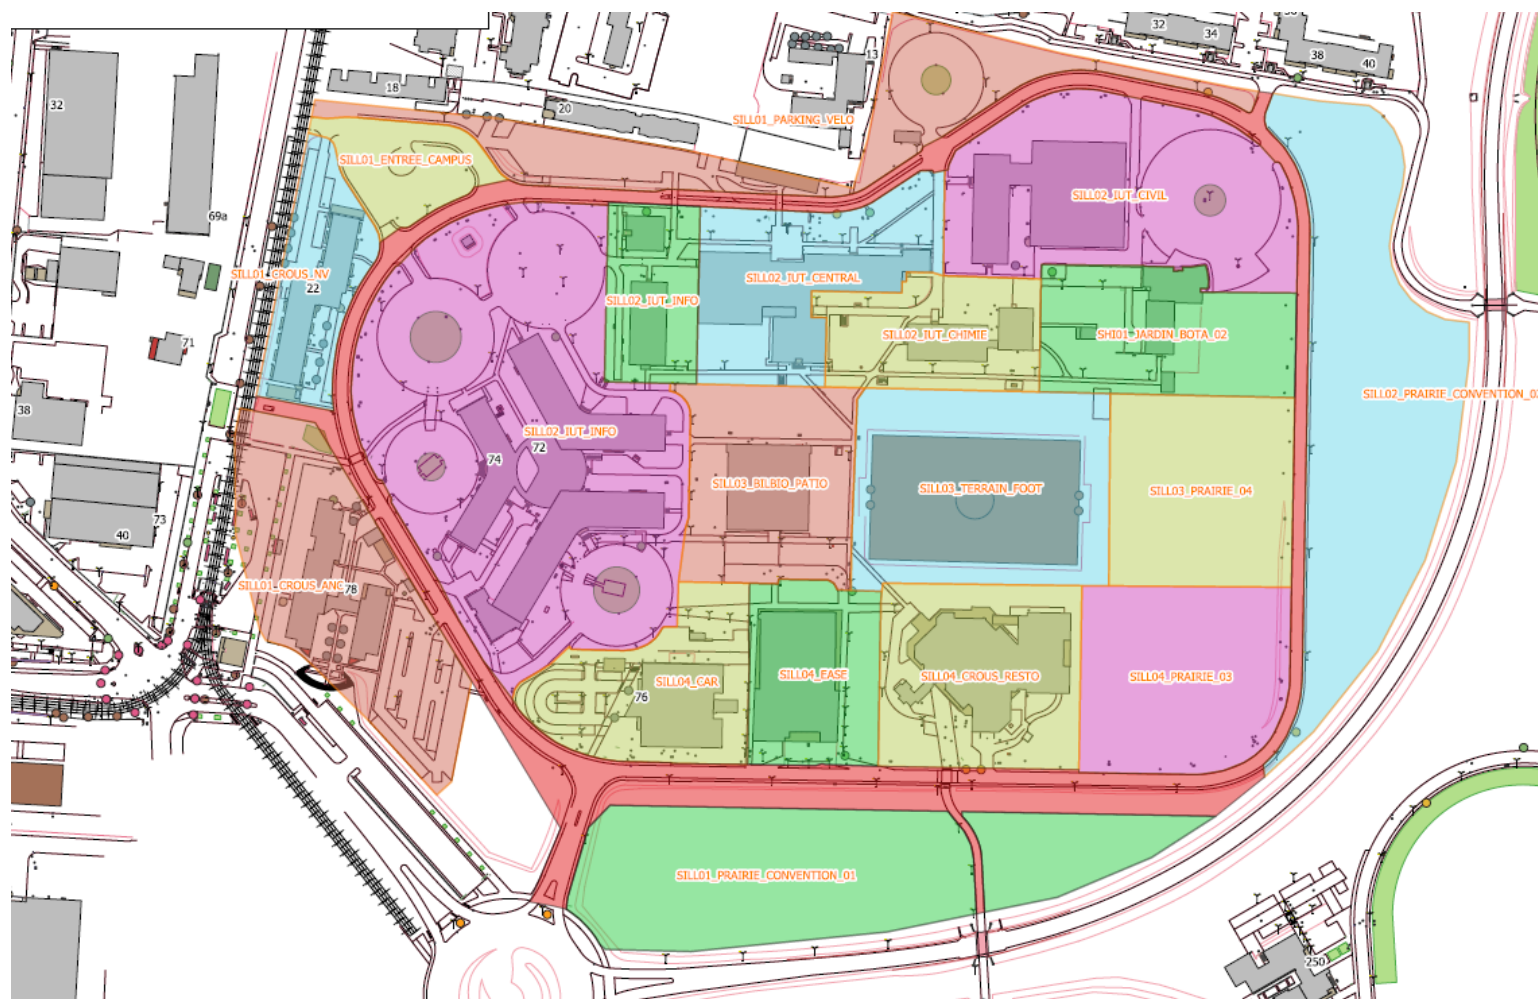 32
34
38
40
13
18
20
32
SILL01_PARKING_VELO
SILL01_ENTREE_CAMPUS
SILL02_IUT_CIVIL
69a
SILL01_CROUS_NV
22
SILL02_IUT_CENTRAL
SILL02_IUT_INFO
SILL02_IUT_CHIMIE
SHI01_JARDIN_BOTA_02
71
SILL02_PRAIRIE_CONVENTION_0
38
SILL02_IUT_INFO
72
74
SILL03_BILBIO_PATIO
SILL03_TERRAIN_FOOT
SILL03_PRAIRIE_04
73
40
SILL01_CROUS_ANC
78
SILL04_CAR
76
SILL04_EASE
SILL04_CROUS_RESTO
SILL04_PRAIRIE_03
SILL01_PRAIRIE_CONVENTION_01
250